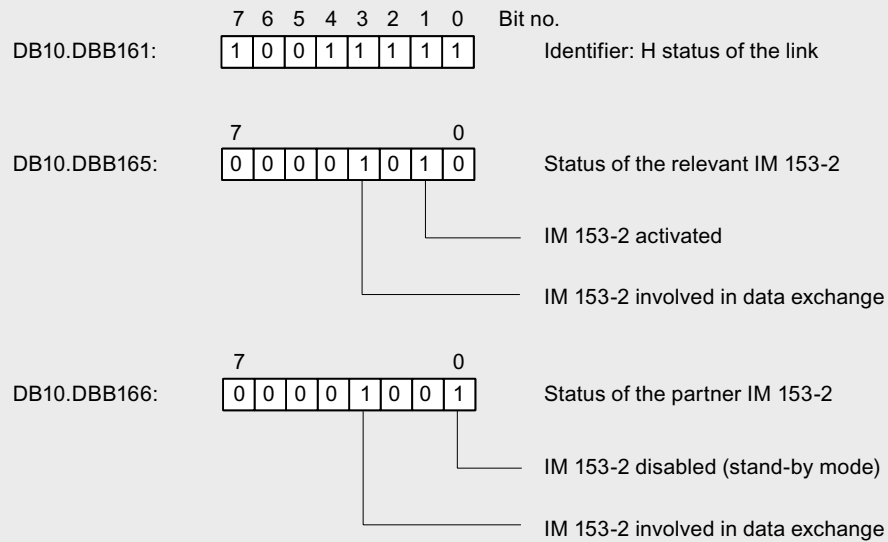 7 6 5 4 3 2 1 0 Bit no.
DB10.DBB161: 1 0 0 1 1 1 1 1 Identifier: H status of the link
7 0
DB10.DBB165: 0 0 0 0 1 0 1 0 Status of the relevant IM 153-2
IM 153-2 activated
IM 153-2 involved in data exchange
7 0
DB10.DBB166: 0 0 0 0 1 0 0 1 Status of the partner IM 153-2
IM 153-2 disabled (stand-by mode)
IM 153-2 involved in data exchange